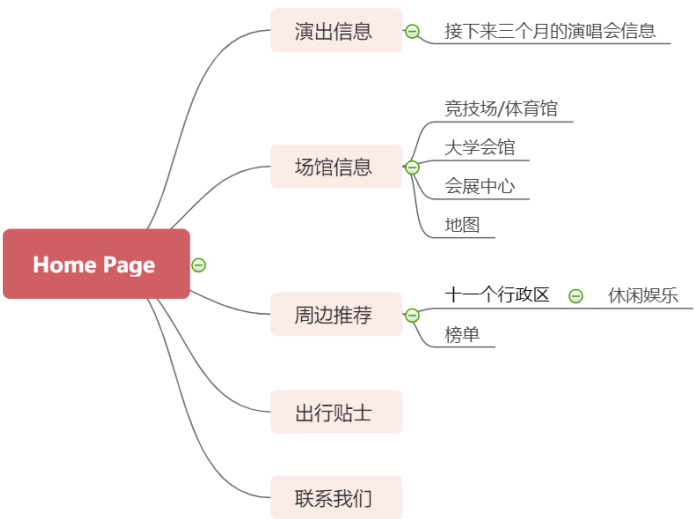 Home Page
演出信息
接下来三个月的演唱会信息
场馆信息
竞技场/体育馆
大学会馆
会展中心
地图
周边推荐
十一个行政区
休闲娱乐
榜单
出行贴士
联系我们